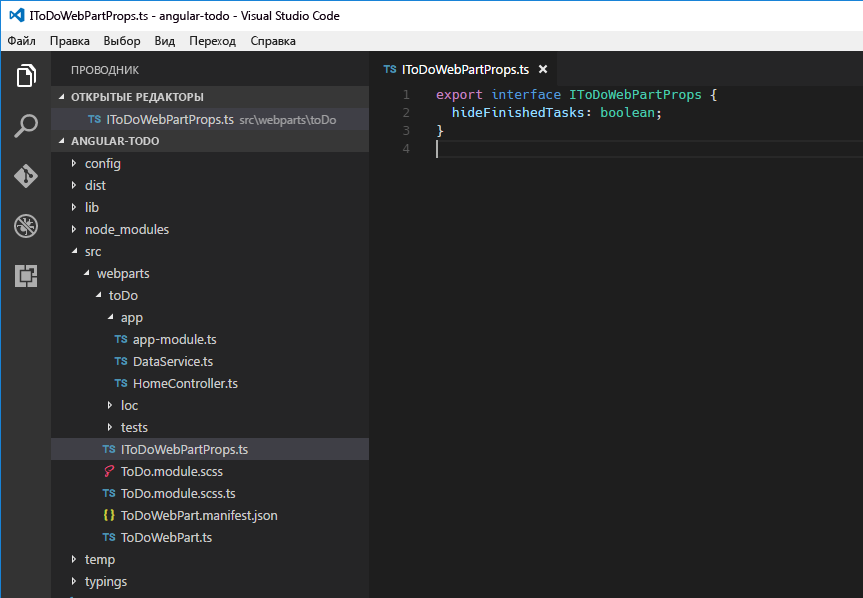 IToDoWebPartProps.ts - angular-todo - Visual Studio Code
Файл Правка Выбор Вид Переход Справка
ПРОВОДНИК
ОТКРЫТЫЕ РЕДАКТОРЫ
TS IToDoWebPartProps.ts src\webparts\toDo
ANGULAR-TODO
config
dist
lib
node_modules
src
webparts
toDo
app
TS app-module.ts
TS DataService.ts
TS HomeController.ts
loc
tests
TS IToDoWebPartProps.ts
ToDo.module.scss
TS ToDo.module.scss.ts
{} ToDoWebPart.manifest.json
TS ToDoWebPart.ts
temp
typings
TS IToDoWebPartProps.ts ×
1 export interface IToDoWebPartProps {
2 hideFinishedTasks: boolean;
3 }
4